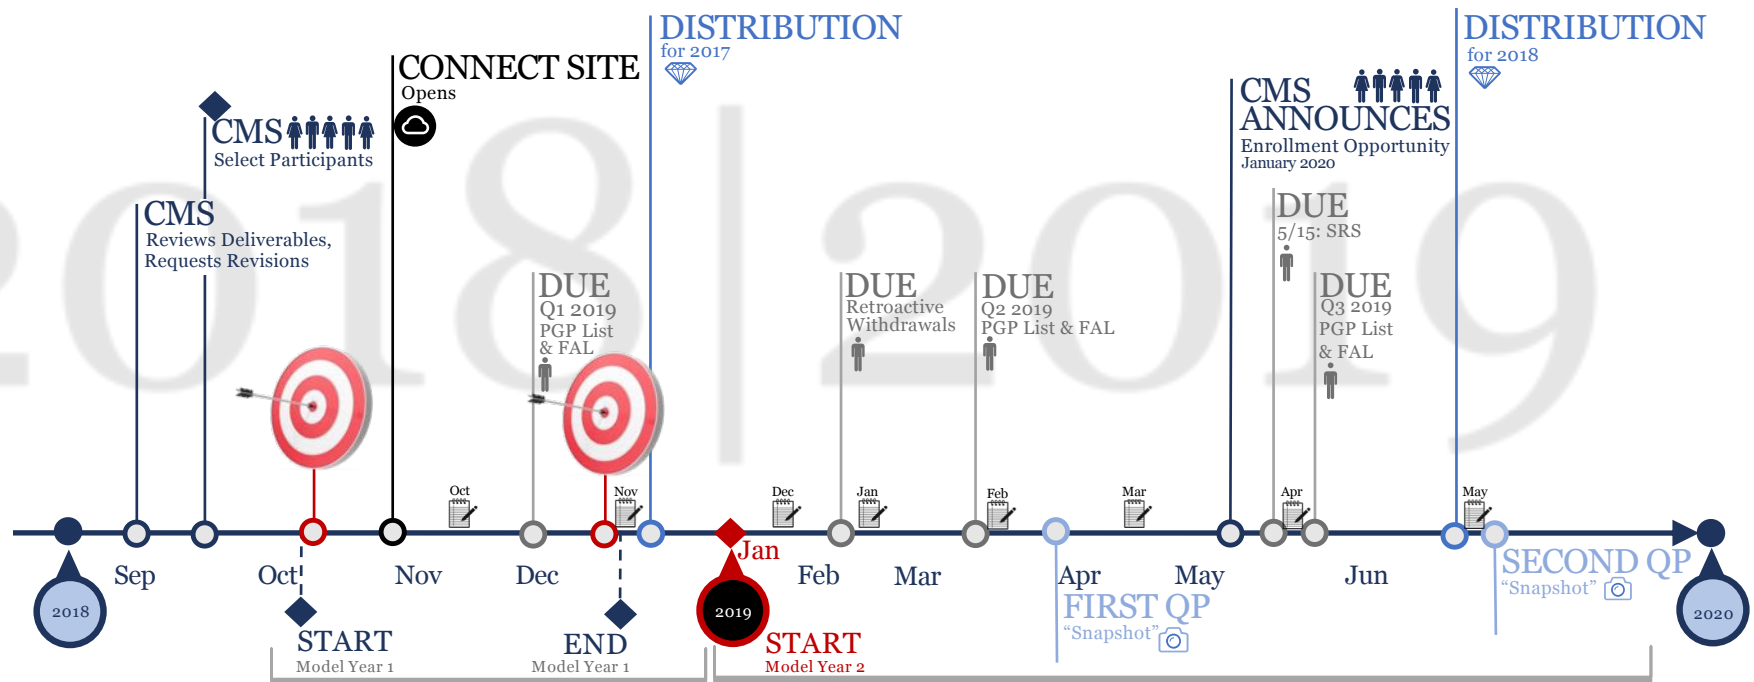 2018 | 2019
DISTRIBUTION
for 2017
DISTRIBUTION
for 2018
CONNECT SITE
Opens
CMS
ANNOUNCES
Enrollment Opportunity
January 2020
CMS
Select Participants
CMS
Reviews Deliverables,
Requests Revisions
DUE
5/15: SRS
DUE
Q1 2019
PGP List
& FAL
DUE
Retroactive
Withdrawals
DUE
Q2 2019
PGP List & FAL
DUE
Q3 2019
PGP List
& FAL
Oct
Nov
Dec
Jan
Feb
Mar
Apr
May
Jan
Sep
Oct
Nov
Dec
Feb
Mar
Apr
May
Jun
2018
2019
2020
START
Model Year 1
END
Model Year 1
START
Model Year 2
FIRST QP
“Snapshot”
SECOND QP
“Snapshot”